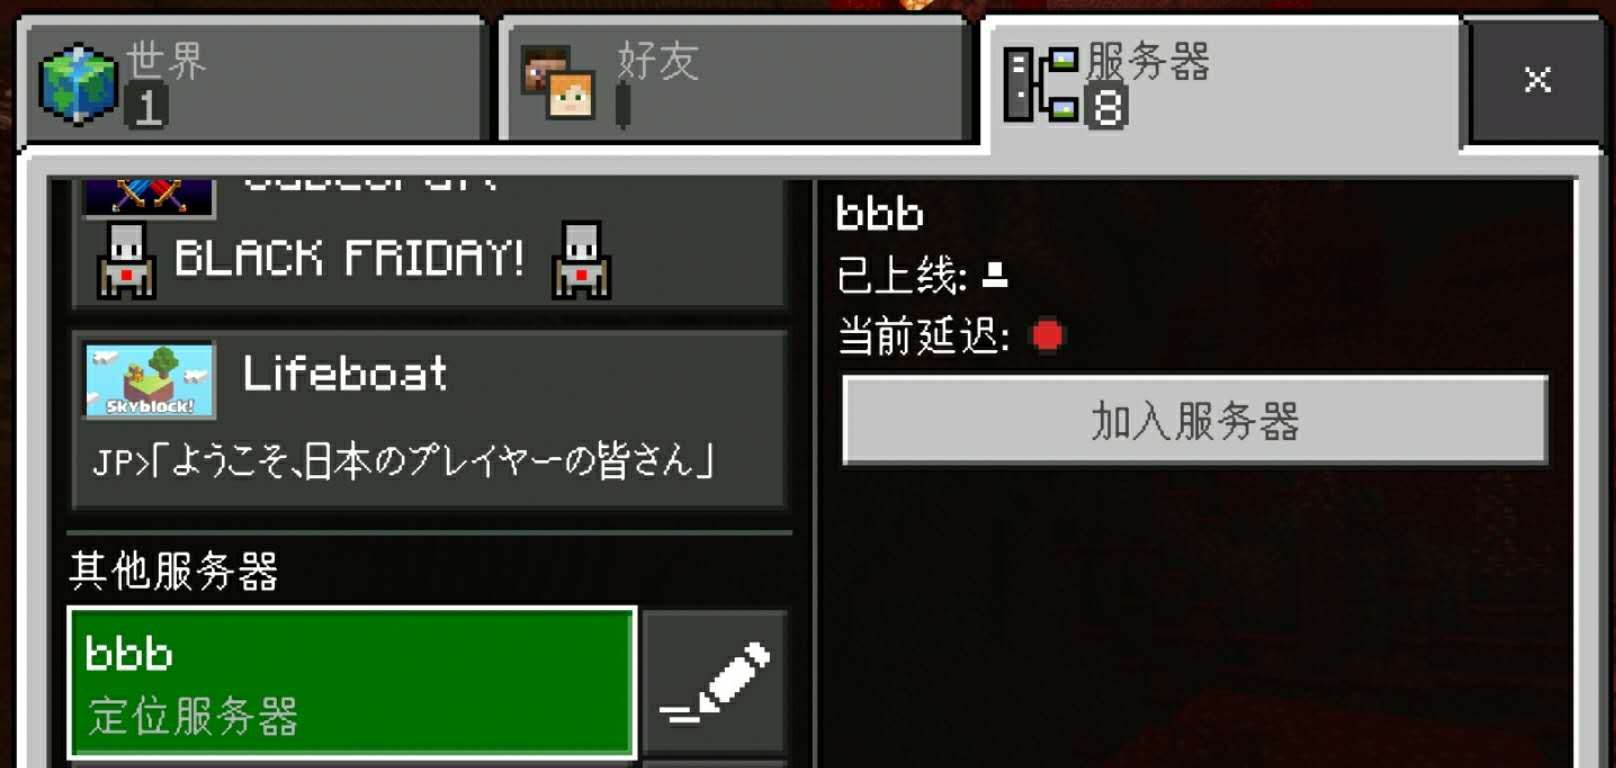 世界
1
好友
服务器
8
BLACK FRIDAY!
Skyblock!
Lifeboat
JP>「ようこそ、日本のプレイヤーの皆さん」
其他服务器
bbb
定位服务器
bbb
已上线:
当前延迟:
加入服务器